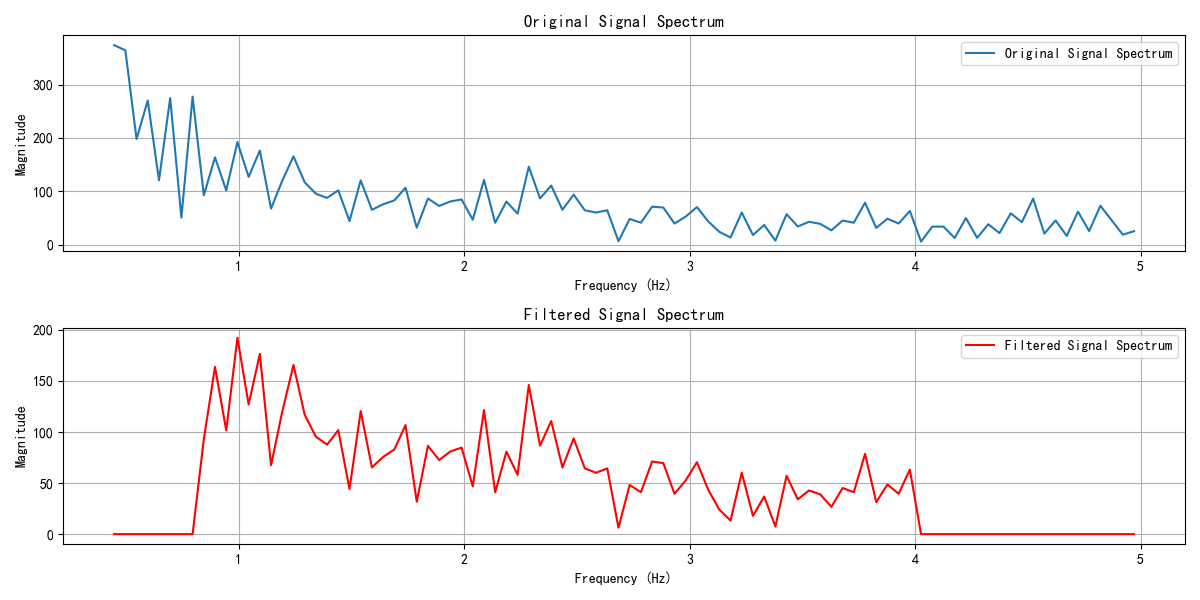 Original Signal Spectrum
Original Signal Spectrum
Magnitude
300
200
100
0
1 2 3 4 5
Frequency (Hz)
Filtered Signal Spectrum
Filtered Signal Spectrum
Magnitude
200
150
100
50
0
1 2 3 4 5
Frequency (Hz)